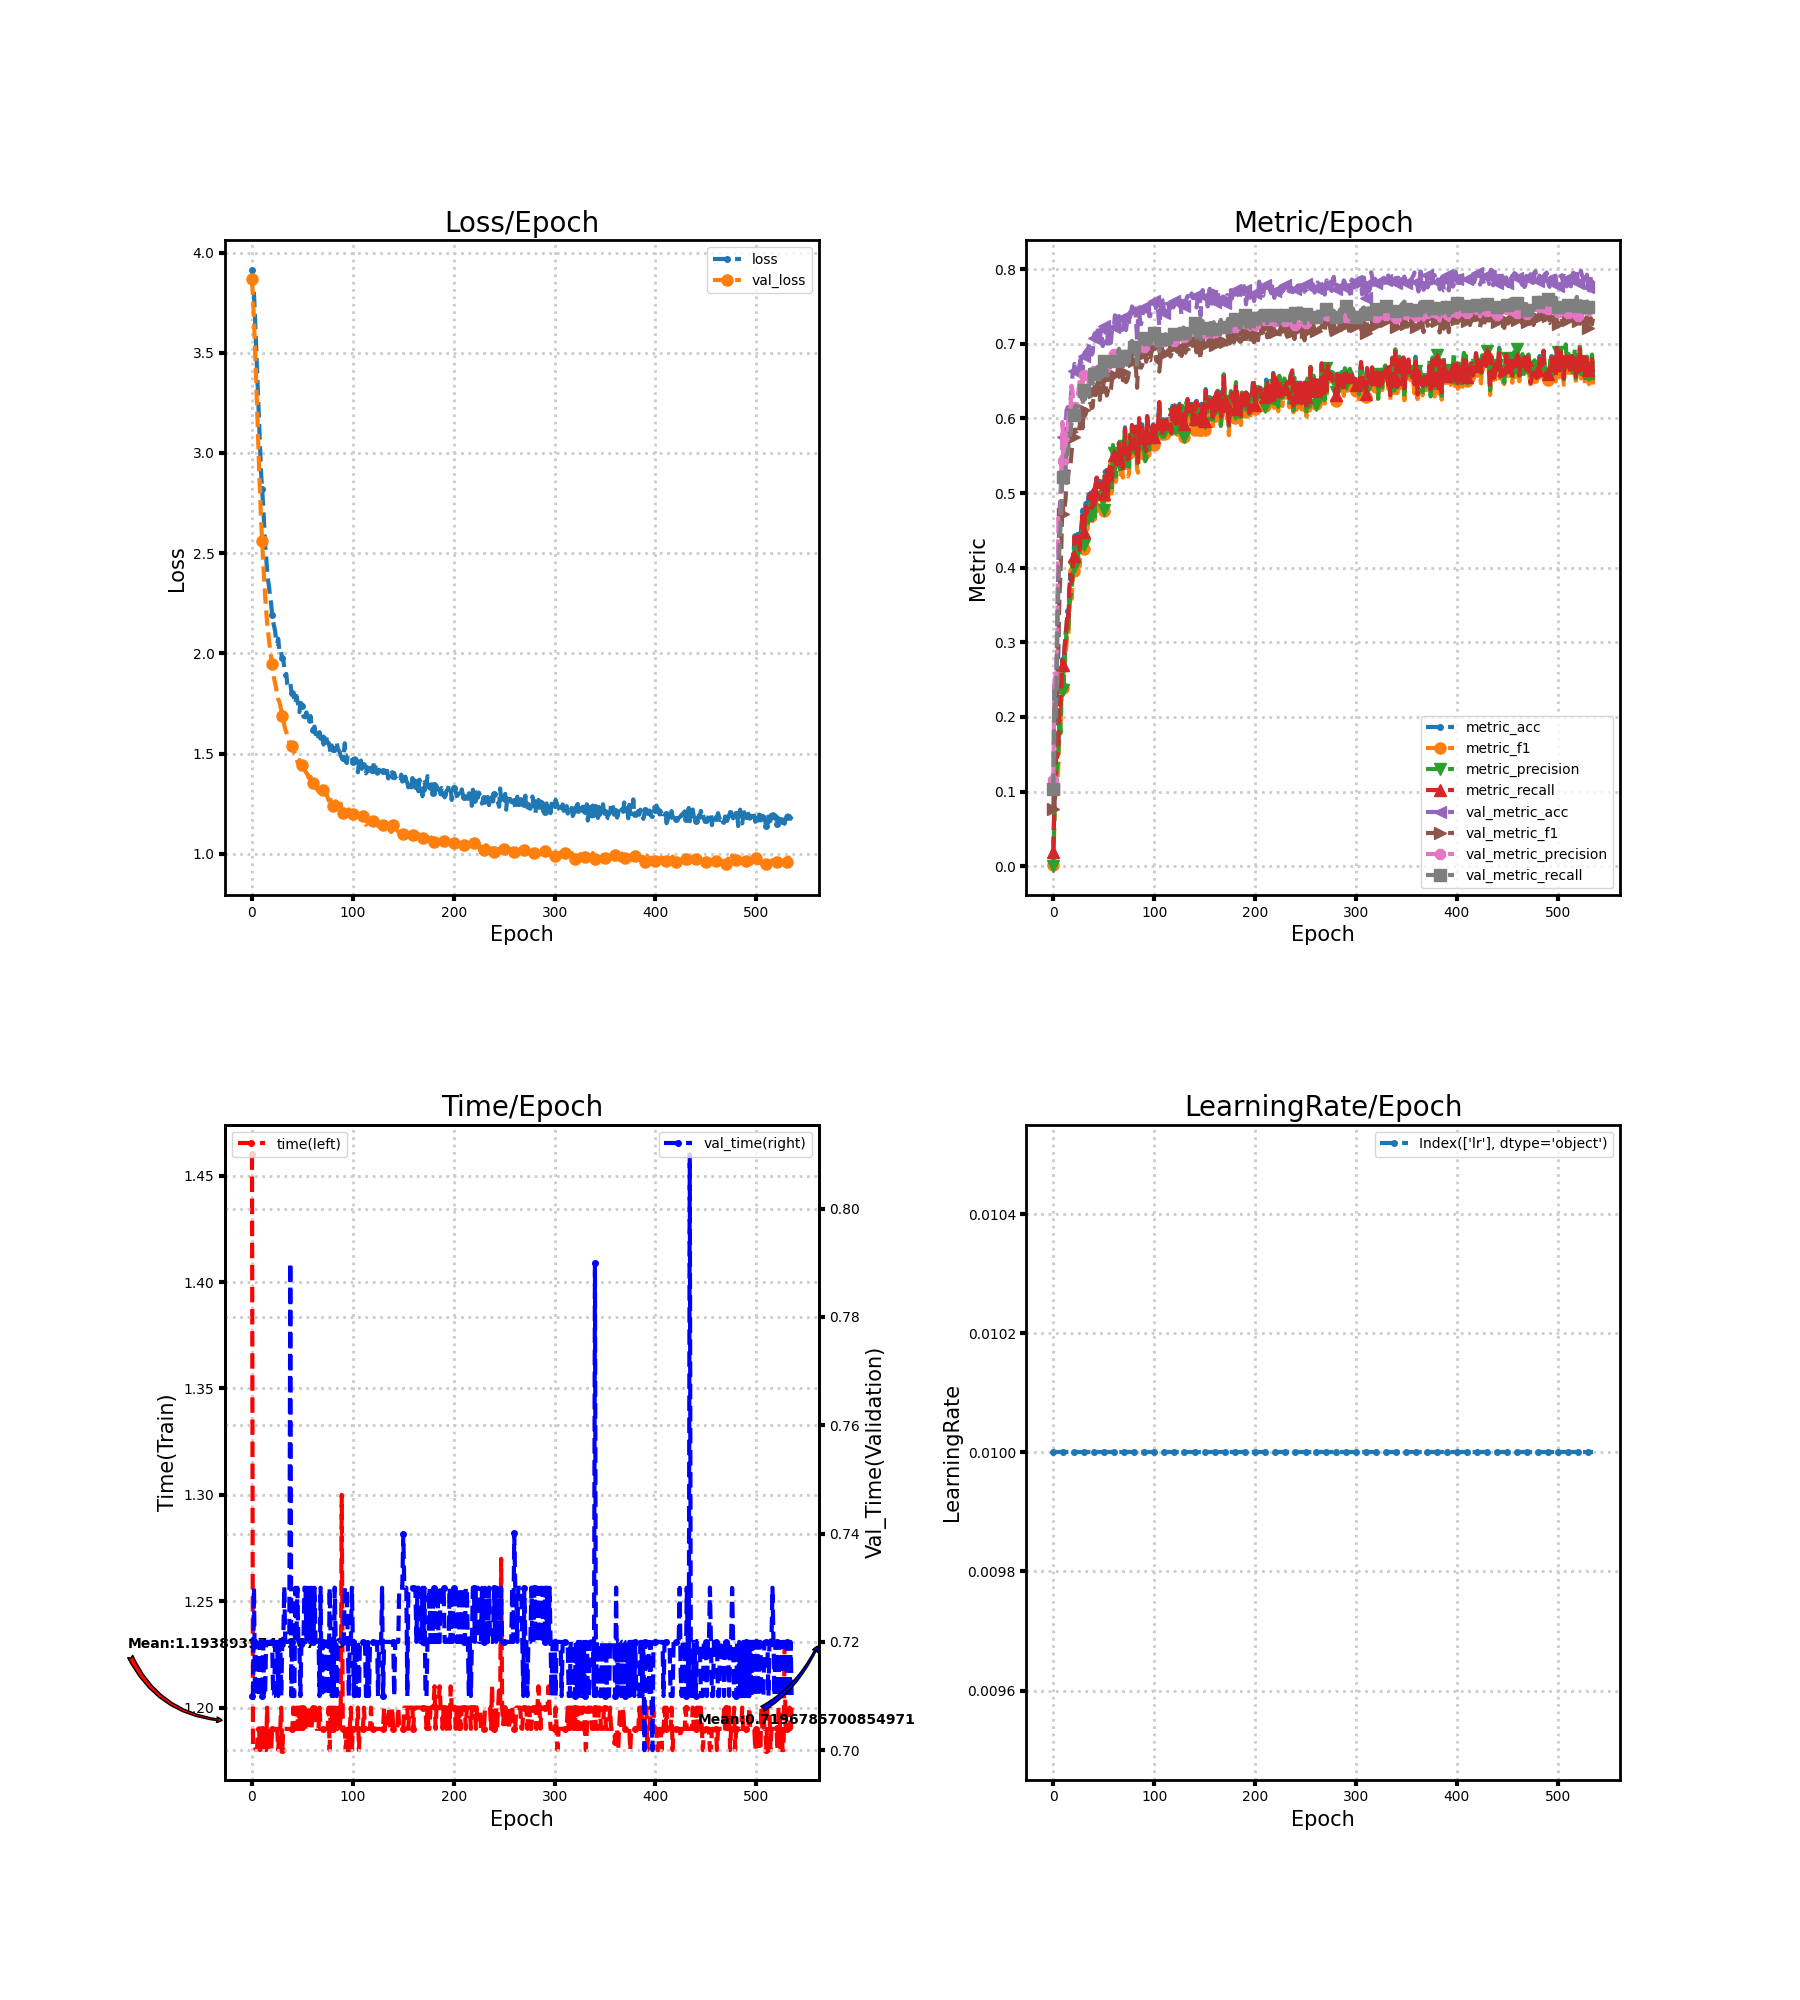 Loss/Epoch
4.0
3.5
3.0
2.5
2.0
1.5
1.0
Loss
0 100 200 300 400 500
Epoch
loss
val_loss
Metric/Epoch
0.8
0.7
0.6
0.5
0.4
0.3
0.2
0.1
0.0
Metric
0 100 200 300 400 500
Epoch
metric_acc
metric_f1
metric_precision
metric_recall
val_metric_acc
val_metric_f1
val_metric_precision
val_metric_recall
Time/Epoch
time(left)
val_time(right)
1.45
1.40
1.35
1.30
1.25
1.20
Time(Train)
0.80
0.78
0.76
0.74
0.72
0.70
Val_Time(Validation)
Mean:0.7196785700854971
0 100 200 300 400 500
Epoch
LearningRate/Epoch
Index(['lr'], dtype='object')
0.0104
0.0102
0.0100
0.0098
0.0096
LearningRate
0 100 200 300 400 500
Epoch